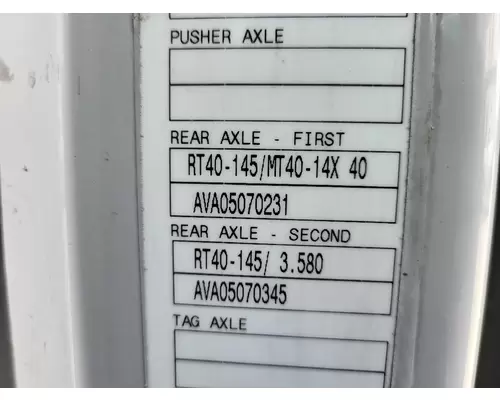 PUSHER AXLE
REAR AXLE - FIRST
RT40-145/MT40-14X 40
AVA05070231
REAR AXLE - SECOND
RT40-145/ 3.580
AVA05070345
TAG AXLE